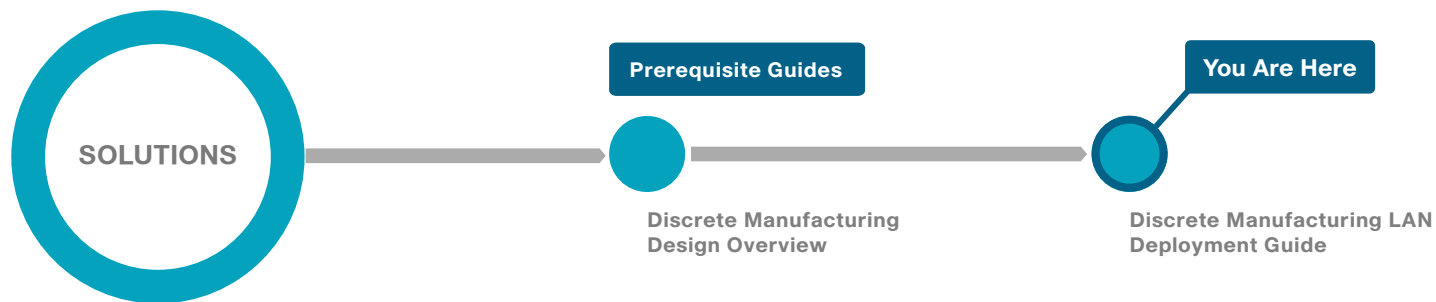 SOLUTIONS
Prerequisite Guides
Discrete Manufacturing
Design Overview
You Are Here
Discrete Manufacturing LAN
Deployment Guide